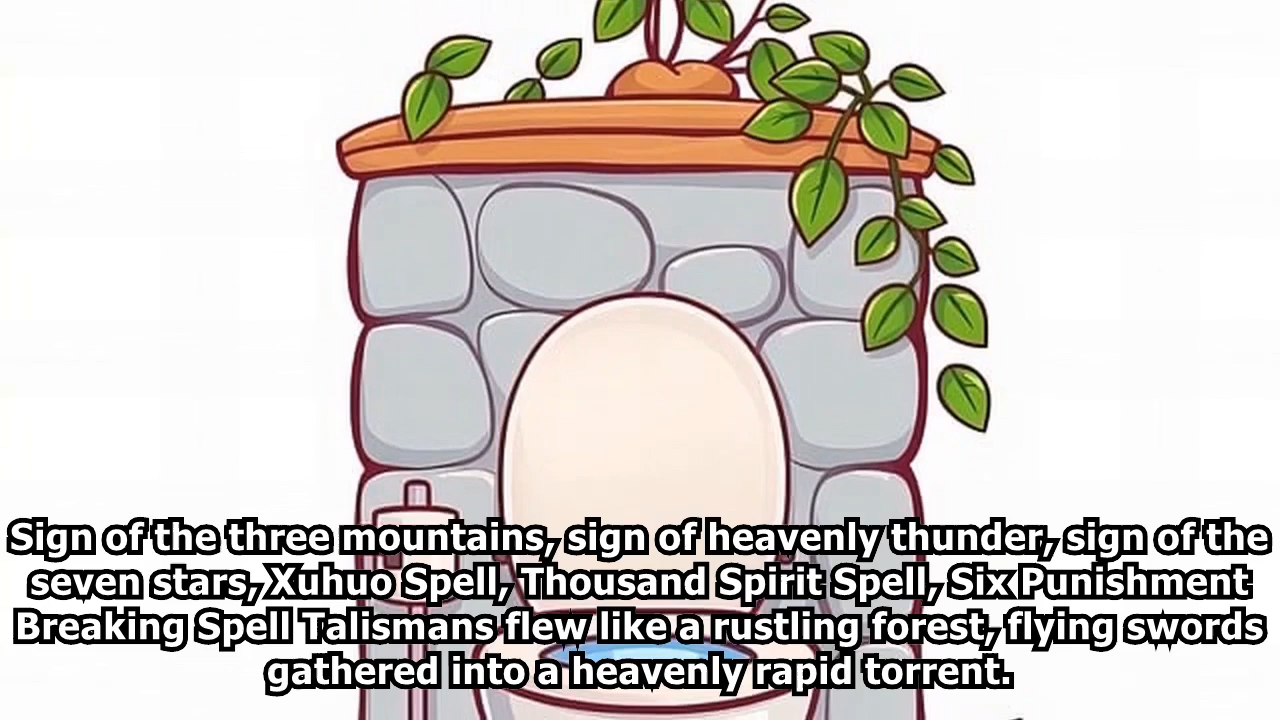 Sign of the three mountains, sign of heavenly thunder, sign of the
seven stars, Xuhuo Spell, Thousand Spirit Spell, Six Punishment
Breaking Spell Talismans flew like a rustling forest, flying swords
gathered into a heavenly rapid torrent.